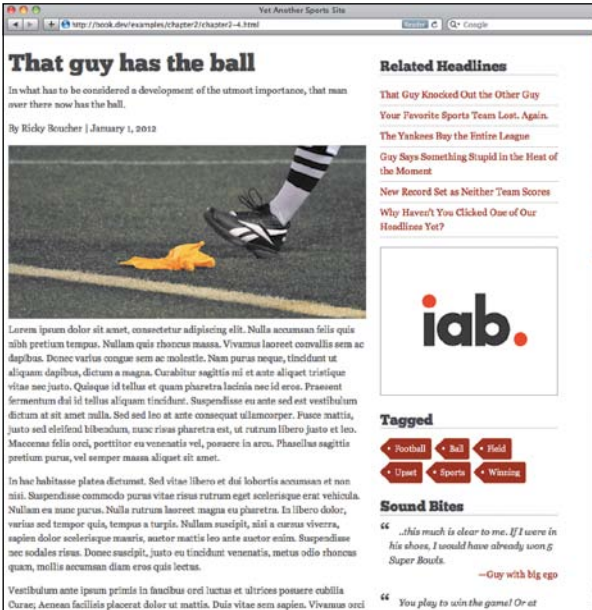 Yet Another Sports Site
http://book.dev/examples/chapter2/chapter2-4.html
Reader
Google
That guy has the ball
In what has to be considered a development of the utmost importance, that man
over there now has the ball.
By Ricky Boucher | January 1, 2012
Lorem ipsum dolor sit amet, consectetur adipiscing elit. Nulla accumsan felis quis
nibh pretium tempus. Nullam quis rhoncus massa. Vivamus laoreet convallis sem ac
dapibus. Donec varius congue sem ac molestie. Nam purus neque, tincidunt ut
aliquam dapibus, dictum a magna. Curabitur sagittis mi et ante aliquet tristique
vitae nec justo. Quisque id tellus et quam pharetra lacinia nec id eros. Praesent
fermentum dui id tellus aliquam tincidunt. Suspendisse eu ante sed est vestibulum
dictum at sit amet nulla. Sed sed leo at ante consequat ullamcorper. Fusce mattis,
justo sed eleifend bibendum, nunc risus pharetra est, ut rutrum libero justo et leo.
Maecenas felis orci, porttitor eu venenatis vel, posuere in arcu. Phasellus sagittis
pretium purus, vel semper massa aliquet sit amet.
In hac habitasse platea dictumst. Sed vitae libero et dui lobortis accumsan et non
nisi. Suspendisse commodo purus vitae risus rutrum eget scelerisque erat vehicula.
Nullam eu nunc purus. Nulla rutrum laoreet magna eu pharetra. In libero dolor,
varius sed tempor quis, tempus a turpis. Nullam suscipit, nisi a cursus viverra,
sapien dolor scelerisque mauris, auctor mattis leo ante auctor enim. Suspendisse
nec sodales risus. Donec suscipit, justo eu tincidunt venenatis, metus odio rhoncus
quam, mollis accumsan diam eros quis lectus.
Vestibulum ante ipsum primis in faucibus orci luctus et ultrices posuere cubilia
Curae; Aenean facilisis placerat dolor ut mattis. Duis vitae sem sapien. Vivamus orci
Related Headlines
That Guy Knocked Out the Other Guy
Your Favorite Sports Team Lost. Again.
The Yankees Buy the Entire League
Guy Says Something Stupid in the Heat of
the Moment
New Record Set as Neither Team Scores
Why Haven't You Clicked One of Our
Headlines Yet?
iab.
Tagged
Football Ball Field
Upset Sports Winning
Sound Bites
“ ..this much is clear to me. If I were in
his shoes, I would have already won 5
Super Bowls.
—Guy with big ego
“ You play to win the game! Or at